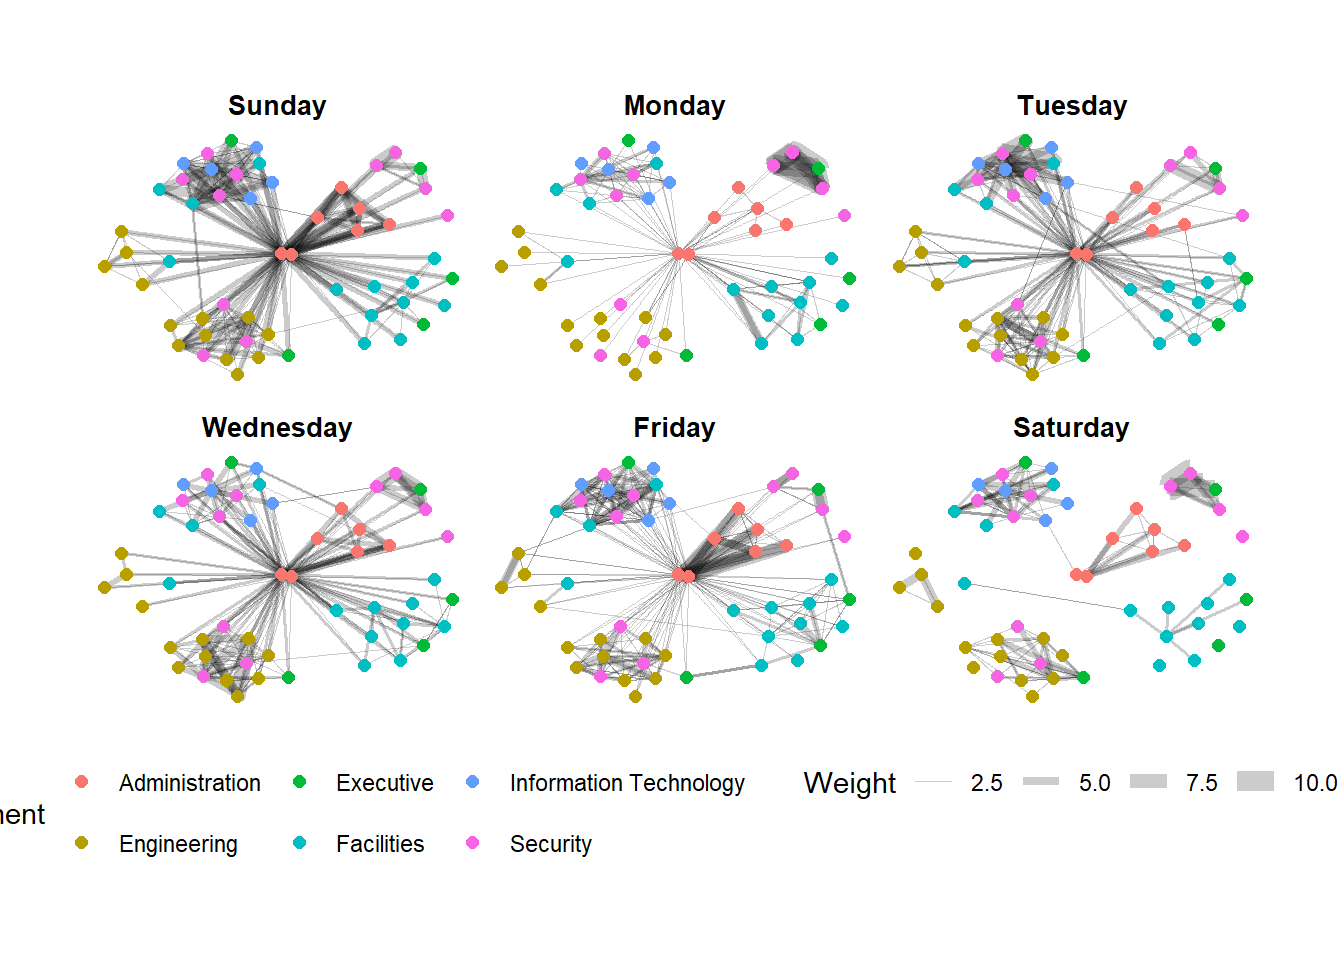 Sunday Monday Tuesday
Wednesday Friday Saturday
Administration Executive Information Technology Weight 2.5 5.0 7.5 10.0
nent
Engineering Facilities Security